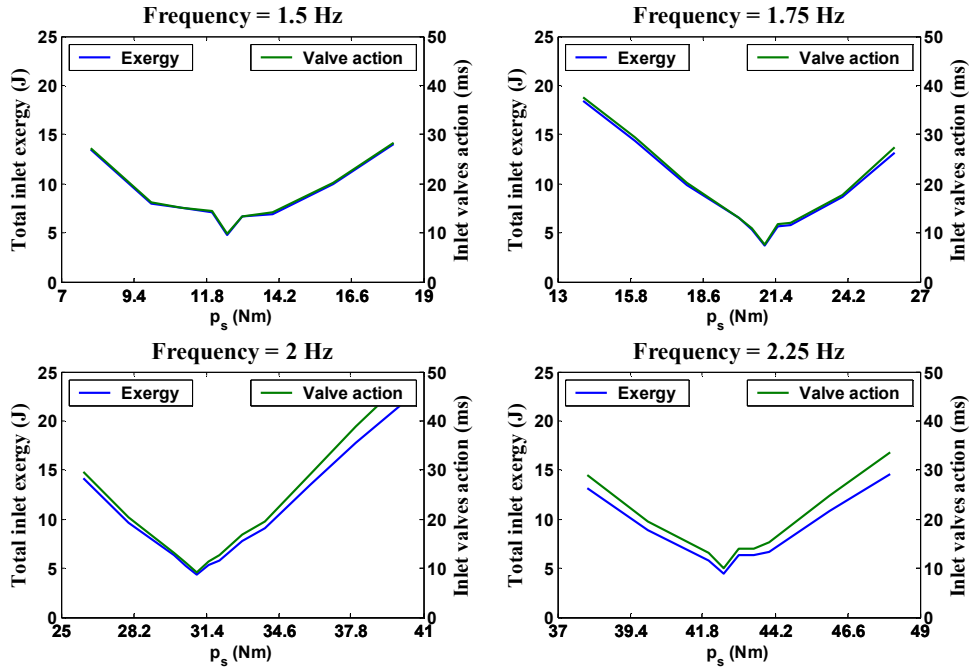 Frequency = 1.5 Hz
Exergy
Valve action
Total inlet exergy (J)
25
20
15
10
5
0
Inlet valves action (ms)
50
40
30
20
10
0
7 9.4 11.8 14.2 16.6 19
p_s (Nm)
Frequency = 1.75 Hz
Exergy
Valve action
Total inlet exergy (J)
25
20
15
10
5
0
Inlet valves action (ms)
50
40
30
20
10
0
13 15.8 18.6 21.4 24.2 27
p_s (Nm)
Frequency = 2 Hz
Exergy
Valve action
Total inlet exergy (J)
25
20
15
10
5
0
Inlet valves action (ms)
50
40
30
20
10
0
25 28.2 31.4 34.6 37.8 41
p_s (Nm)
Frequency = 2.25 Hz
Exergy
Valve action
Total inlet exergy (J)
25
20
15
10
5
0
Inlet valves action (ms)
50
40
30
20
10
0
37 39.4 41.8 44.2 46.6 49
p_s (Nm)